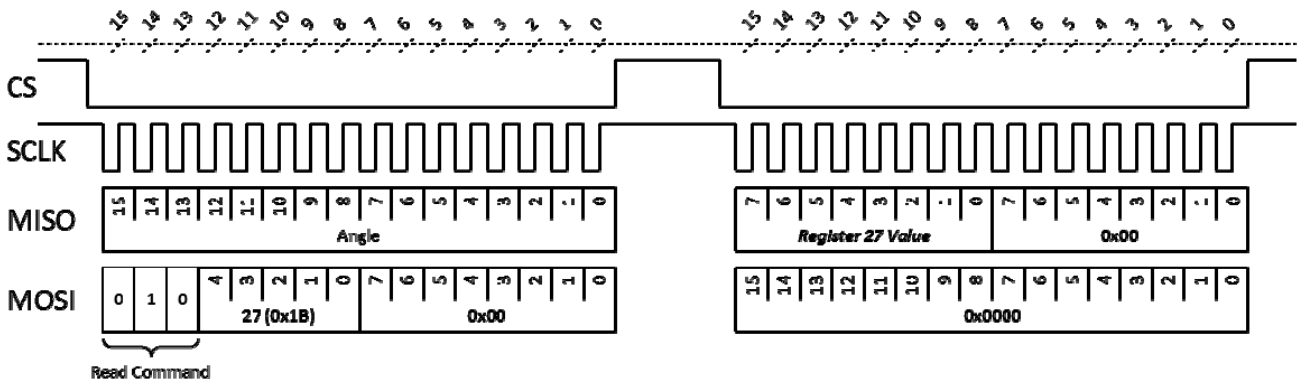 15 14 13 12 11 10 9 8 7 6 5 4 3 2 1 0 15 14 13 12 11 10 9 8 7 6 5 4 3 2 1 0
CS
SCLK
MISO
15 14 13 12 11 10 9 8 7 6 5 4 3 2 1 0 7 6 5 4 3 2 1 0 7 6 5 4 3 2 1 0
Angle Register 27 Value 0x00
MOSI
0 1 0 4 3 2 1 0 7 6 5 4 3 2 1 0 15 14 13 12 11 10 9 8 7 6 5 4 3 2 1 0
27 (0x1B) 0x00 0x0000
Read Command